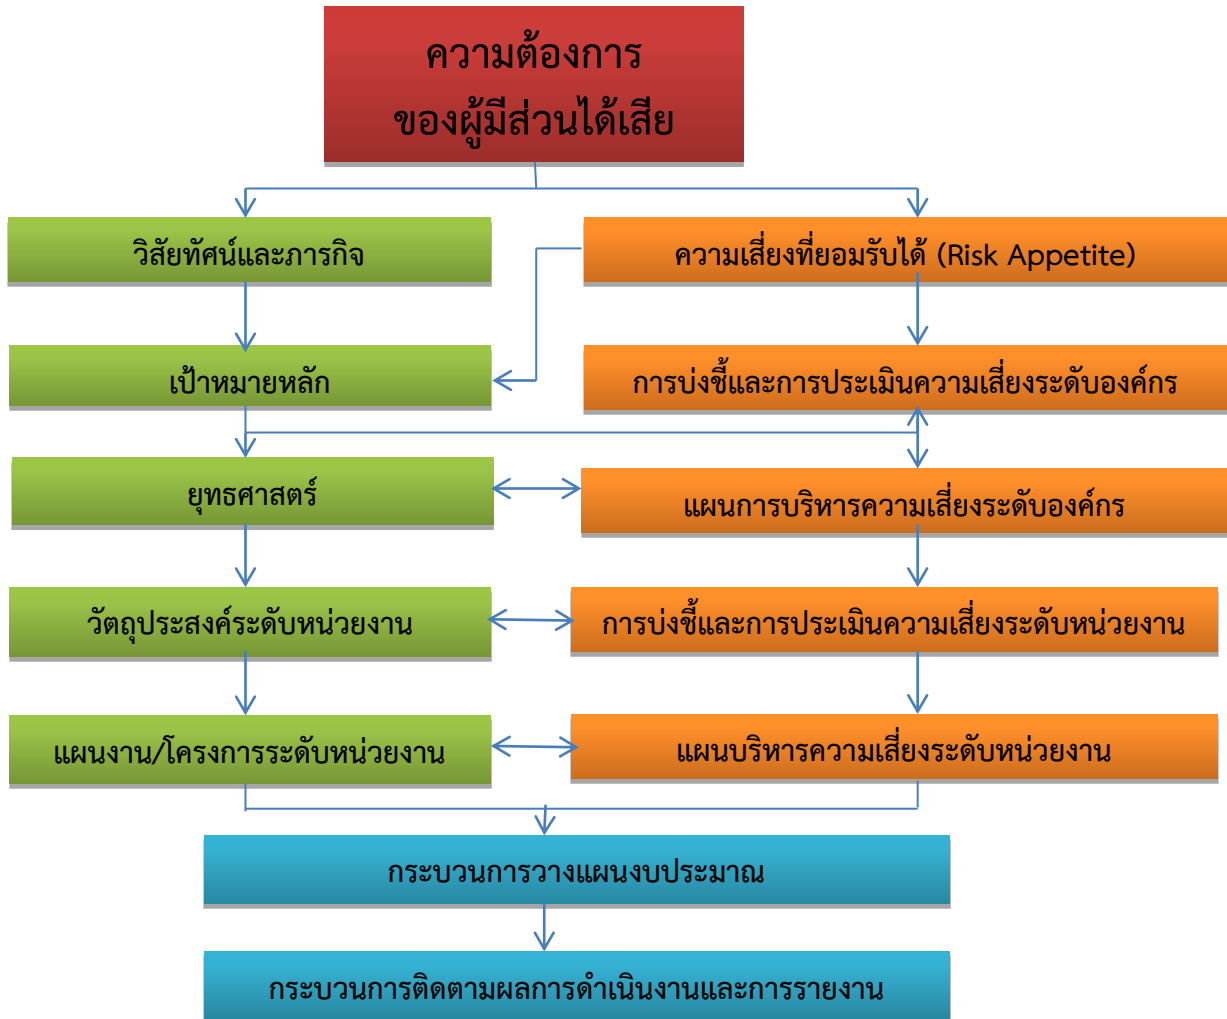 ความต้องการ
ของผู้มีส่วนได้เสีย
วิสัยทัศน์และภารกิจ
ความเสี่ยงที่ยอมรับได้ (Risk Appetite)
เป้าหมายหลัก
การบ่งชี้และการประเมินความเสี่ยงระดับองค์กร
ยุทธศาสตร์
แผนการบริหารความเสี่ยงระดับองค์กร
วัตถุประสงค์ระดับหน่วยงาน
การบ่งชี้และการประเมินความเสี่ยงระดับหน่วยงาน
แผนงาน/โครงการระดับหน่วยงาน
แผนบริหารความเสี่ยงระดับหน่วยงาน
กระบวนการวางแผนงบประมาณ
กระบวนการติดตามผลการดำเนินงานและการรายงาน